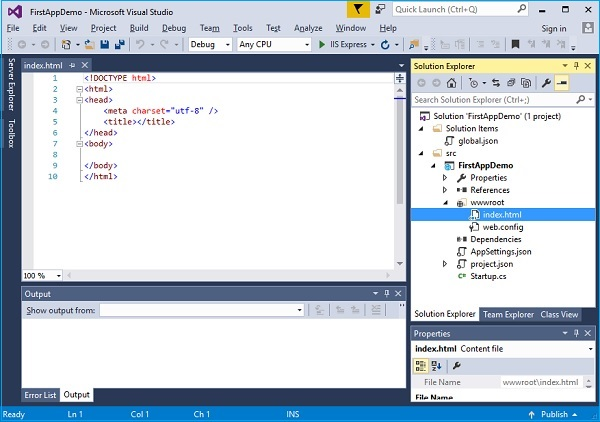 FirstAppDemo - Microsoft Visual Studio
Quick Launch (Ctrl+Q)
File Edit View Project Build Debug Team Tools Architecture Test
Analyze Window Help
Sign in
Debug Any CPU IIS Express
Server Explorer
Toolbox
index.html
1 <!DOCTYPE html>
2 <html>
3 <head>
4 <meta charset="utf-8" />
5 <title></title>
6 </head>
7 <body>
8
9 </body>
10 </html>
100 %
Output
Show output from:
Error List Output
Solution Explorer
Search Solution Explorer (Ctrl+;)
Solution 'FirstAppDemo' (1 project)
Solution Items
global.json
src
FirstAppDemo
Properties
References
wwwroot
index.html
web.config
Dependencies
AppSettings.json
project.json
C# Startup.cs
Solution Explorer Team Explorer Class View
Properties
index.html Content file
File Name wwwroot\index.html
File Name
Ready Ln 1 Col 1 Ch 1 INS Publish